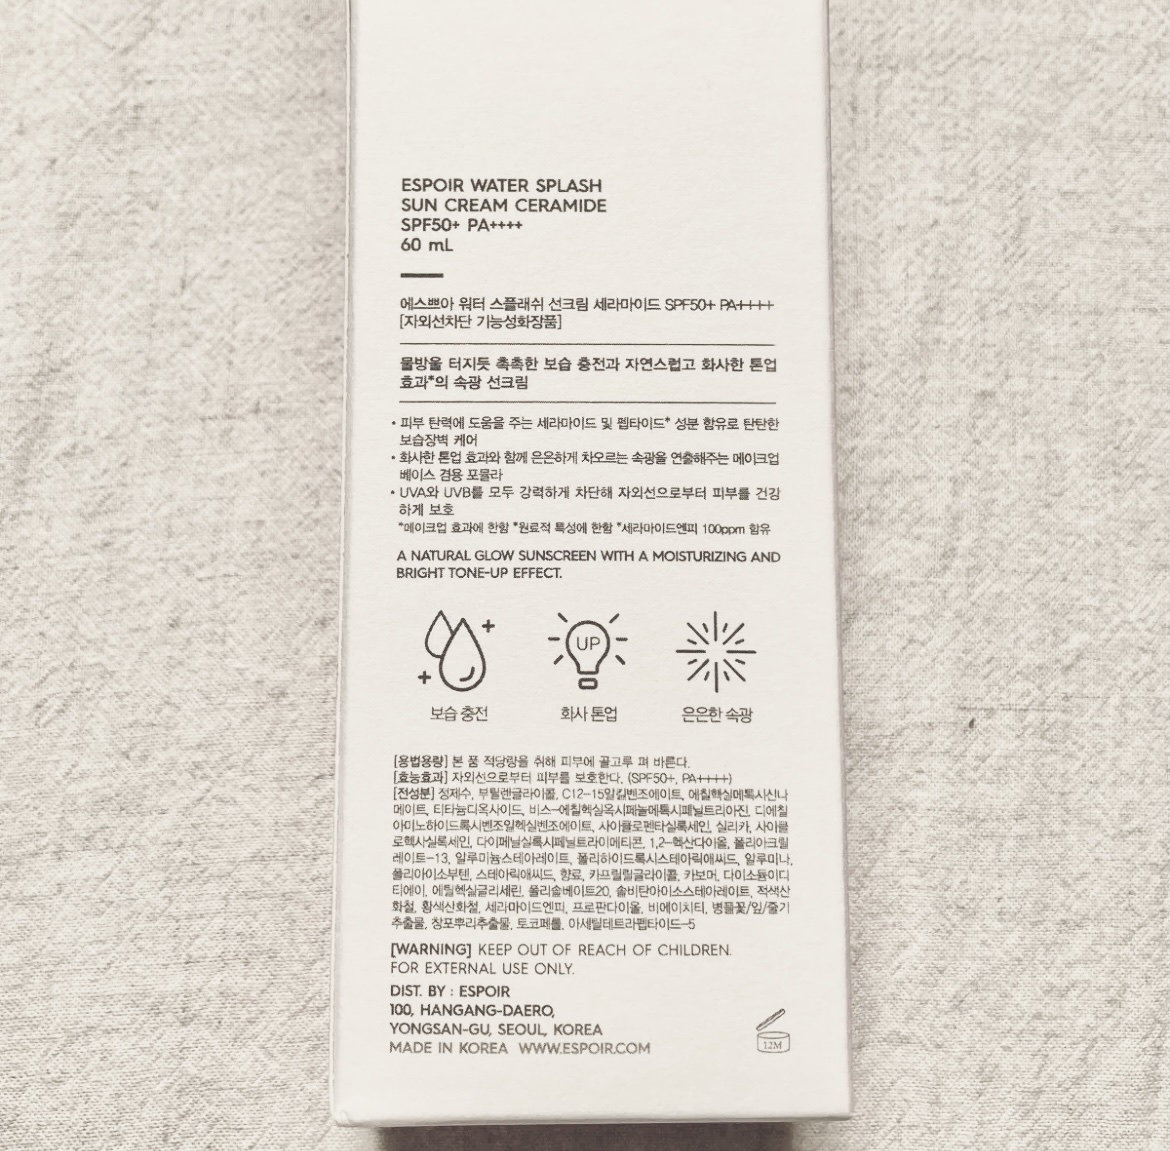 ESPOIR WATER SPLASH
SUN CREAM CERAMIDE
SPF50+ PA++++
60 mL
에스쁘아 워터 스플래쉬 선크림 세라마이드 SPF50+ PA++++
[자외선차단 기능성화장품]
물방울 터지듯 촉촉한 보습 충전과 자연스럽고 화사한 톤업
효과*의 속광 선크림
• 피부 탄력에 도움을 주는 세라마이드 및 펩타이드* 성분 함유로 탄탄한
보습장벽 케어
• 화사한 톤업 효과와 함께 은은하게 차오르는 속광을 연출해주는 메이크업
베이스 겸용 포뮬라
• UVA와 UVB를 모두 강력하게 차단해 자외선으로부터 피부를 건강
하게 보호
*메이크업 효과에 한함 *원료적 특성에 한함 *세라마이드엔피 100ppm 함유
A NATURAL GLOW SUNSCREEN WITH A MOISTURIZING AND
BRIGHT TONE-UP EFFECT.
UP
보습 충전 화사 톤업 은은한 속광
[용법용량] 본 품 적당량을 취해 피부에 골고루 펴 바른다.
[효능효과] 자외선으로부터 피부를 보호한다. (SPF50+, PA++++)
[전성분] 정제수, 부틸렌글라이콜, C12-15알킬벤조에이트, 에칠헥실메톡시신나
메이트, 티타늄디옥사이드, 비스-에칠헥실옥시페놀메톡시페닐트리아진, 디에칠
아미노하이드록시벤조일헥실벤조에이트, 사이클로펜타실록세인, 실리카, 사이클
로헥사실록세인, 다이페닐실록시페닐트라이메티콘, 1,2-헥산다이올, 폴리아크릴
레이트-13, 알루미늄스테아레이트, 폴리하이드록시스테아릭애씨드, 알루미나,
폴리아이소부텐, 스테아릭애씨드, 향료, 카프릴릴글라이콜, 카보머, 다이소듐이디
티에이, 에틸헥실글리세린, 폴리솔베이트20, 솔비탄아이소스테아레이트, 적색산
화철, 황색산화철, 세라마이드엔피, 프로판다이올, 비에이치티, 병풀꽃/잎/줄기
추출물, 창포뿌리추출물, 토코페롤, 아세틸테트라펩타이드-5
[WARNING] KEEP OUT OF REACH OF CHILDREN.
FOR EXTERNAL USE ONLY.
DIST. BY : ESPOIR
100, HANGANG-DAERO,
YONGSAN-GU, SEOUL, KOREA
MADE IN KOREA WWW.ESPOIR.COM
12M